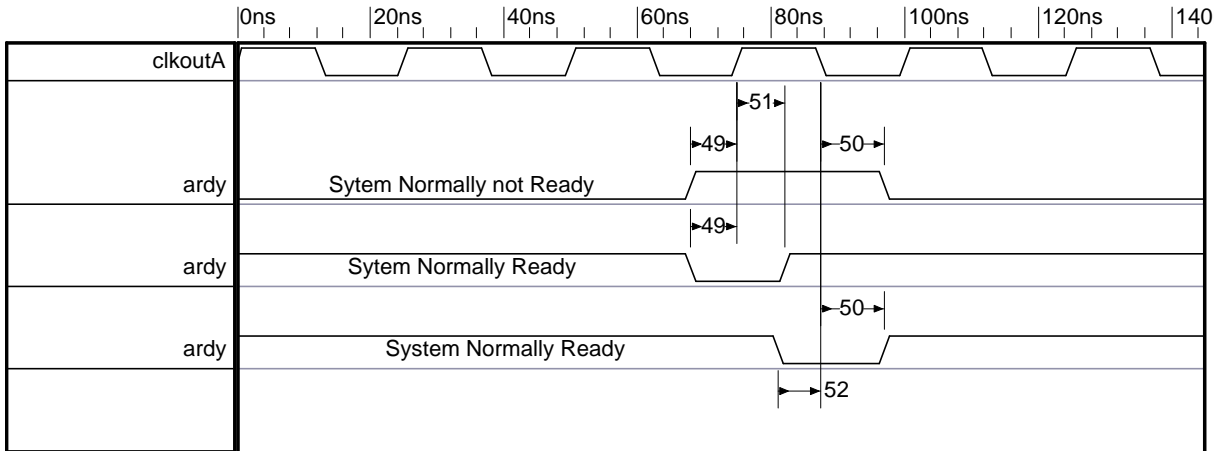 0ns 20ns 40ns 60ns 80ns 100ns 120ns 140
clkoutA
51
49 50
ardy Sytem Normally not Ready
49
ardy Sytem Normally Ready
50
ardy System Normally Ready
52